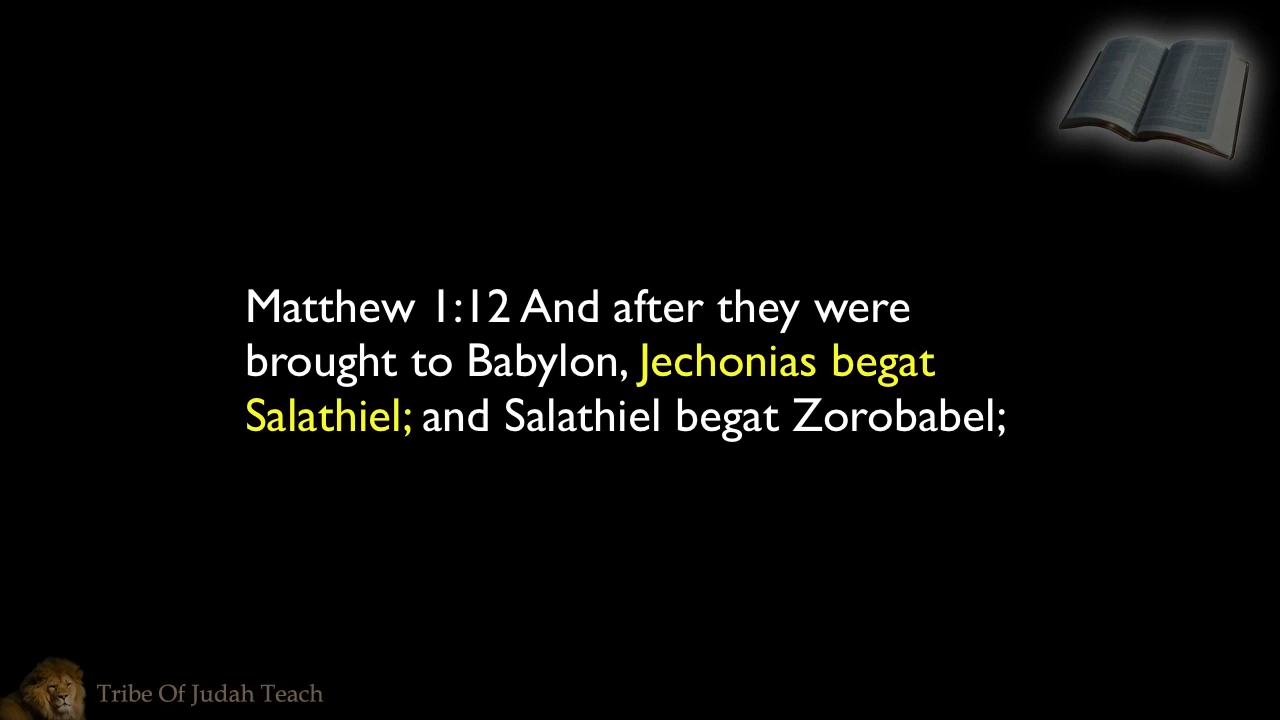 Matthew 1:12 And after they were
brought to Babylon, Jechonias begat
Salathiel; and Salathiel begat Zorobabel;
Tribe Of Judah Teach